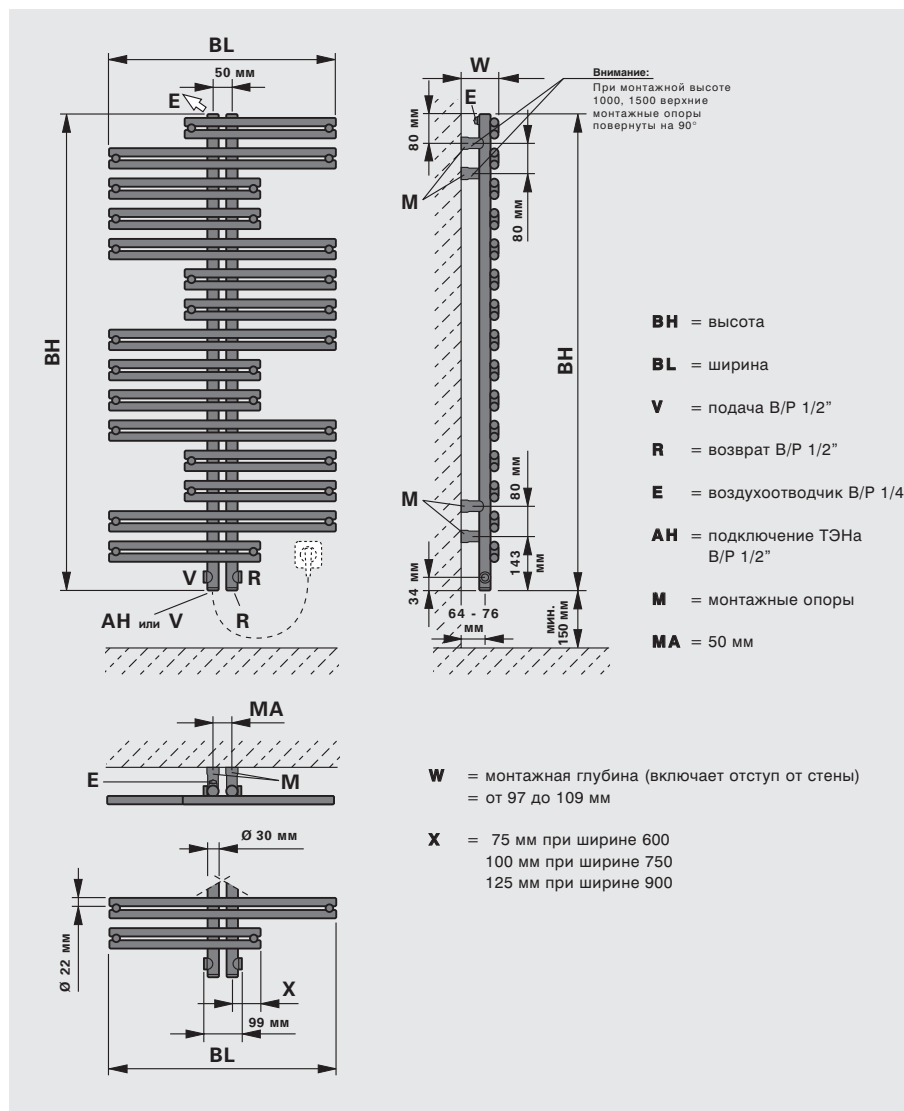 BL
50 мм
E
BH
V
R
AH или V
R
W
E
Внимание:
При монтажной высоте
1000, 1500 верхние
монтажные опоры
повернуты на 90°
80 мм
M
80 мм
BH
M
80 мм
143
мм
34 мм
64 - 76
мм
мин.
150 мм
BH = высота
BL = ширина
V = подача В/Р 1/2”
R = возврат В/Р 1/2”
E = воздухоотводчик В/Р 1/4
AH = подключение ТЭНа
В/Р 1/2”
M = монтажные опоры
MA = 50 мм
MA
E
M
W = монтажная глубина (включает отступ от стены)
= от 97 до 109 мм
X = 75 мм при ширине 600
100 мм при ширине 750
125 мм при ширине 900
Ø 30 мм
Ø 22 мм
X
99 мм
BL